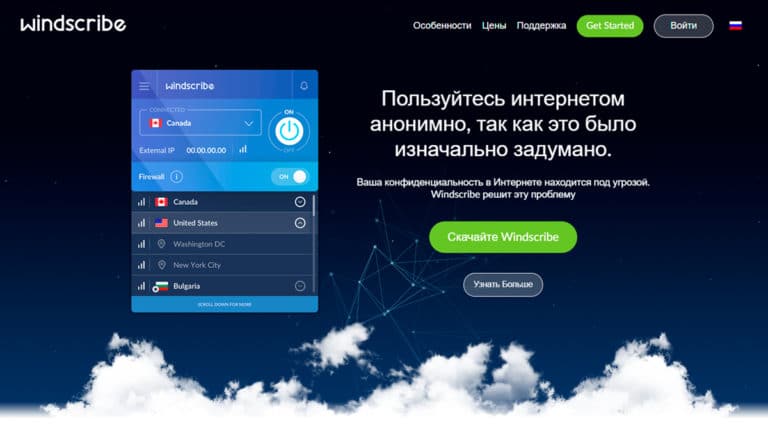 windscribe
Особенности Цены Поддержка Get Started Войти
windscribe
CONNECTED
Canada
ON
OFF
External IP 00.00.00.00
Firewall i ON
Canada
United States
Washington DC
New York City
Bulgaria
SCROLL DOWN FOR MORE
Пользуйтесь интернетом
анонимно, так как это было
изначально задумано.
Ваша конфиденциальность в Интернете находится под угрозой.
Windscribe решит эту проблему
Скачайте Windscribe
Узнать Больше